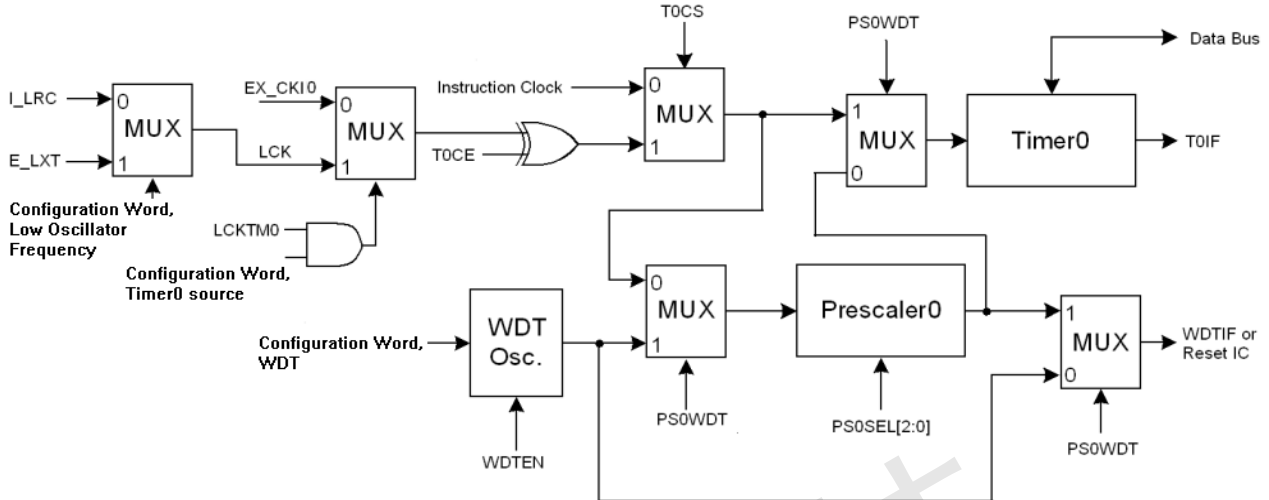 T0CS
PS0WDT
Data Bus
I_LRC
0
MUX
1
E_LXT
LCK
EX_CKI0
0
MUX
1
T0CE
Instruction Clock
0
MUX
1
1
MUX
0
Timer0
T0IF
Configuration Word,
Low Oscillator
Frequency
LCKTM0
Configuration Word,
Timer0 source
Configuration Word,
WDT
WDT
Osc.
WDTEN
0
MUX
1
PS0WDT
Prescaler0
PS0SEL[2:0]
1
MUX
0
PS0WDT
WDTIF or
Reset IC